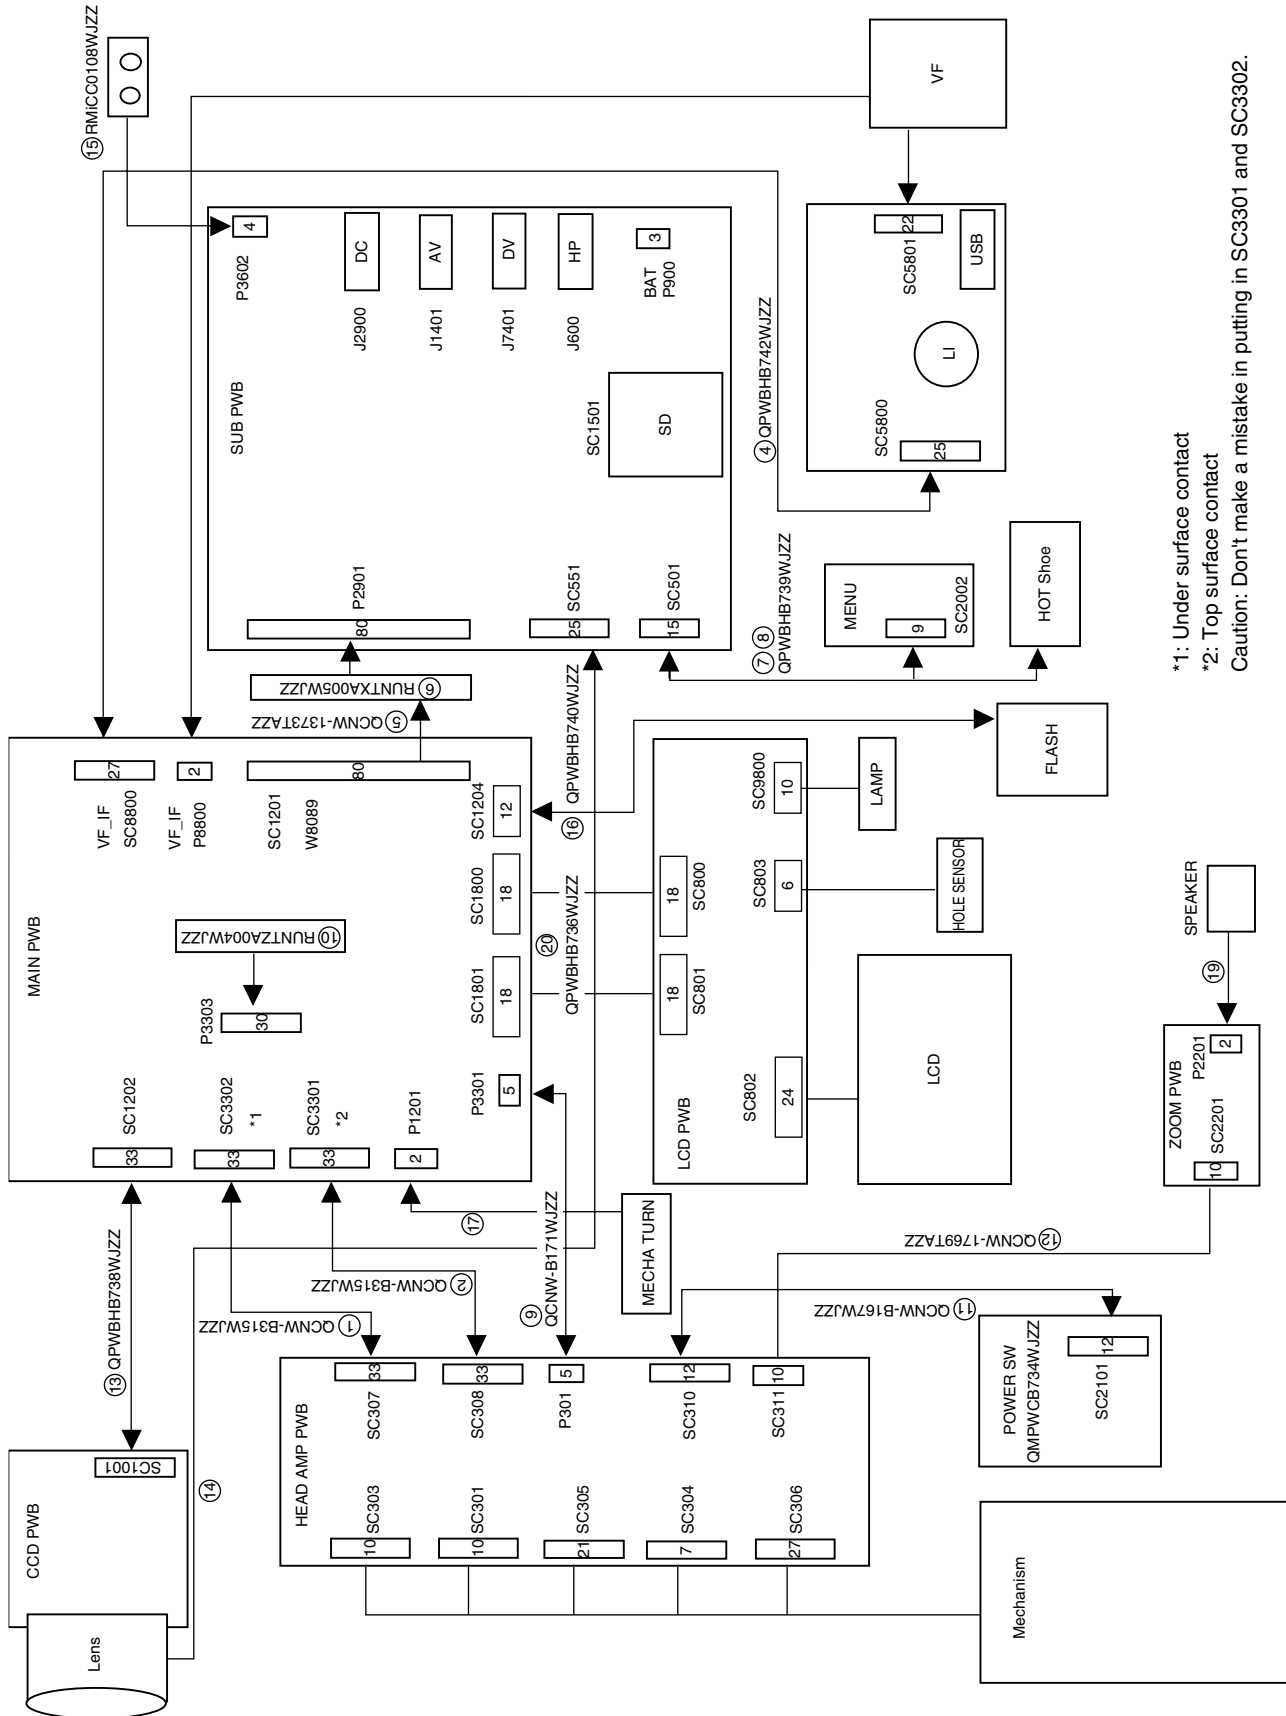 CCD PWB
Lens
SC1001
⑬ QPWBHB738WJZZ
⑭
MAIN PWB
33
SC1202
33
SC3302
*1
33
SC3301
*2
2
P1201
P3303
30
⑩ RUNTZA004WJZZ
VF_IF
SC8800
27
VF_IF
P8800
2
SC1201
W8089
80
P3301
5
SC1801
18
SC1800
18
SC1204
12
① QCNW-B315WJZZ
② QCNW-B315WJZZ
⑰
⑨
QCNW-B171WJZZ
MECHA TURN
HEAD AMP PWB
10
SC303
10
SC301
21
SC305
7
SC304
27
SC306
SC307
33
SC308
33
P301
5
SC310
12
SC311
10
Mechanism
POWER SW
QMPWCB734WJZZ
SC2101
12
⑪ QCNW-B167WJZZ
⑫ QCNW-1769TAZZ
ZOOM PWB
SC2201
10
P2201
2
⑲
SPEAKER
LCD PWB
SC802
24
18
SC801
18
SC800
SC803
6
SC9800
10
LCD
HOLE SENSOR
LAMP
FLASH
⑳
QPWBHB736WJZZ
⑯
QPWBHB740WJZZ
⑤ QCNW-1373TAZZ
⑥ RUNTXA005WJZZ
SUB PWB
80
P2901
25
SC551
15
SC501
SC1501
SD
P3602
4
J2900
DC
J1401
AV
J7401
DV
J600
HP
BAT
P900
3
⑮ RMiCC0108WJZZ
④ QPWBHB742WJZZ
⑦ ⑧
QPWBHB739WJZZ
MENU
9
SC2002
HOT Shoe
SC5800
25
LI
SC5801
22
USB
VF
*1: Under surface contact
*2: Top surface contact
Caution: Don't make a mistake in putting in SC3301 and SC3302.